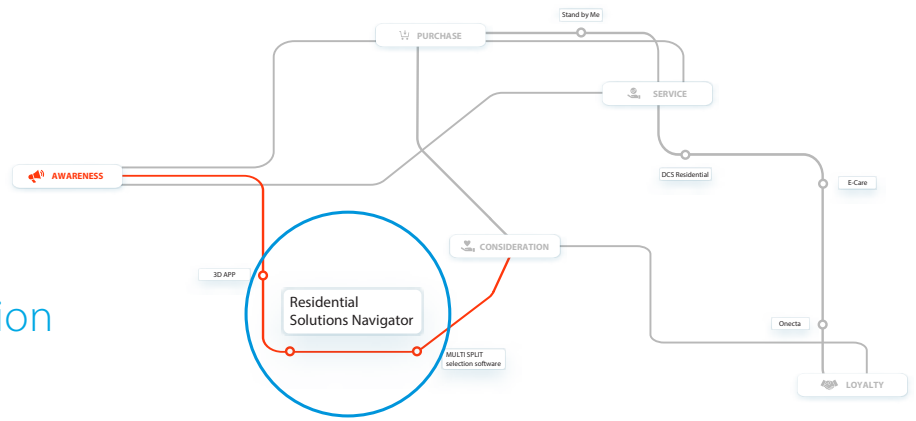 Stand by Me
PURCHASE
SERVICE
AWARENESS
DCS Residential
E-Care
CONSIDERATION
3D APP
Residential
Solutions Navigator
ion
Onecta
MULTI SPLIT
selection software
LOYALTY